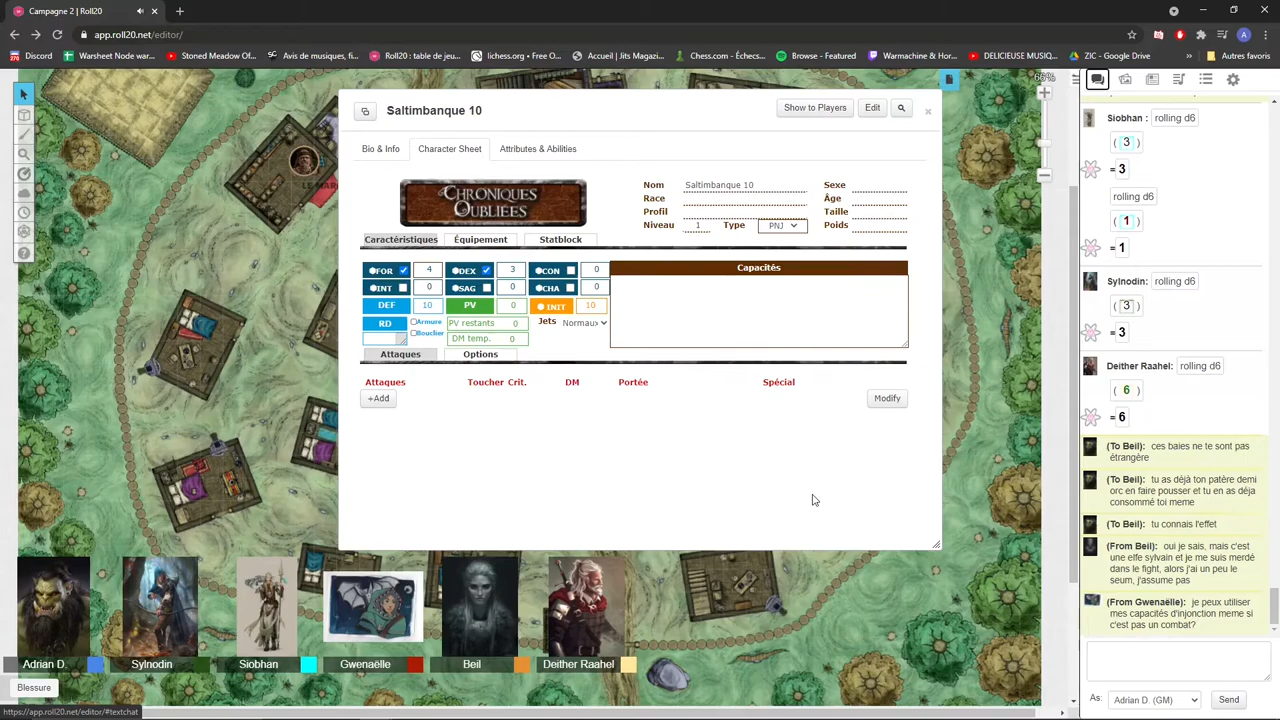 Campagne 2 | Roll20
app.roll20.net/editor/
Discord
Warsheet Node war...
Stoned Meadow Of...
Avis de musiques, fi...
Roll20 : table de jeu...
looperman.org • Free O...
Accueil | Jits Magazi...
Chess.com - Échecs...
DELICIEUSE MUSIQ...
Warmachine & Hor...
Default - Featured
ZIC - Google Drive
Autres favoris
LE MAR
Saltimbanque 10
Show to Players
Edit
Bio & Info
Character Sheet
Attributes & Abilities
CHRONIQUES
OUBLIÉES
Nom Saltimbanque 10 Sexe
Race Âge
Profil Taille
Niveau 1 Type PNJ Poids
Caractéristiques Équipement Statblock
FOR 4 DEX 3 CON 0
INT 0 SAG 0 CHA 0
DEF 10 PV 0 INIT 10
RD Armure
Bouclier
PV restants 0
DM temp. 0
Jets Normaux
Capacités
Attaques Options
Attaques Toucher Crit. DM Portée Spécial
+Add
Modify
63%
Siobhan : rolling d6
( 3 )
= 3
rolling d6
( 1 )
= 1
Sylnodin: rolling d6
( 3 )
= 3
Deither Raahel: rolling d6
( 6 )
= 6
(To Beil): ces baies ne te sont pas
étrangère
(To Beil): tu as déjà ton patère demi
orc en faire pousser et tu en as déja
consommé toi meme
(To Beil): tu connais l'effet
(From Beil): oui je sais, mais c'est
une elfe sylvain et je me suis merdé
dans le fight, alors j'ai un peu le
seum, j'assume pas
(From Gwenaëlle): je peux utiliser
mes capacités d'injonction meme si
c'est pas un combat?
As: Adrian D. (GM)
Send
Adrian D.
Sylnodin
Siobhan
Gwenaëlle
Beil
Deither Raahel
Blessure
https://app.roll20.net/editor/#textchat